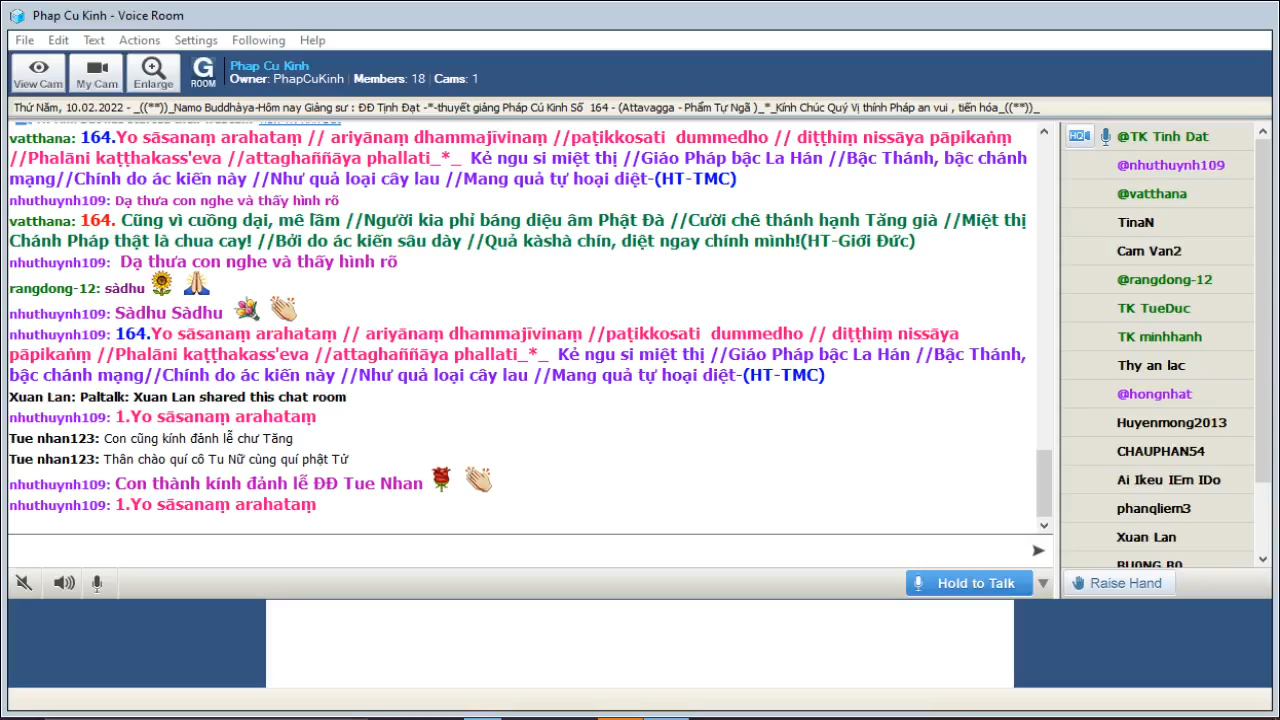 Phap Cu Kinh - Voice Room
File Edit Text Actions Settings Following Help
View Cam My Cam Enlarge G ROOM
Phap Cu Kinh
Owner: PhapCuKinh | Members: 18 | Cams: 1
Thứ Năm, 10.02.2022 - _((**))_Namo Buddhàya-Hôm nay Giảng sư : ĐĐ Tịnh Đạt -*-thuyết giảng Pháp Cú Kinh Số 164 - (Attavagga - Phẩm Tư Ngã )_*_Kính Chúc Quý Vị thính Pháp an vui , tiến hóa_((**))_
vatthana: 164.Yo sāsanaṃ arahataṃ // ariyānaṃ dhammajīvinaṃ //paṭikkosati dummedho // diṭṭhiṃ nissāya pāpikaṅṃ
//Phalāni kaṭṭhakass'eva //attaghaññāya phallati_*_ Kẻ ngu si miệt thị //Giáo Pháp bậc La Hán //Bậc Thánh, bậc chánh
mạng//Chính do ác kiến này //Như quả loại cây lau //Mang quả tự hoại diệt-(HT-TMC)
nhuthuynh109: Dạ thưa con nghe và thấy hình rõ
vatthana: 164. Cũng vì cuồng dại, mê lầm //Người kia phỉ báng diệu âm Phật Đà //Cười chê thánh hạnh Tăng già //Miệt thị
Chánh Pháp thật là chua cay! //Bởi do ác kiến sâu dày //Quả kàshà chín, diệt ngay chính mình!(HT-Giới Đức)
nhuthuynh109: Dạ thưa con nghe và thấy hình rõ
rangdong-12: sàdhu
nhuthuynh109: Sàdhu Sàdhu
nhuthuynh109: 164.Yo sāsanaṃ arahataṃ // ariyānaṃ dhammajīvinaṃ //paṭikkosati dummedho // diṭṭhiṃ nissāya
pāpikaṅṃ //Phalāni kaṭṭhakass'eva //attaghaññāya phallati_*_ Kẻ ngu si miệt thị //Giáo Pháp bậc La Hán //Bậc Thánh,
bậc chánh mạng//Chính do ác kiến này //Như quả loại cây lau //Mang quả tự hoại diệt-(HT-TMC)
Xuan Lan: Paltalk: Xuan Lan shared this chat room
nhuthuynh109: 1.Yo sāsanaṃ arahataṃ
Tue nhan123: Con cũng kính đảnh lễ chư Tăng
Tue nhan123: Thân chào quí cô Tu Nữ cùng quí phật Tử
nhuthuynh109: Con thành kính đảnh lễ ĐĐ Tue Nhan
nhuthuynh109: 1.Yo sāsanaṃ arahataṃ
HQ @TK Tinh Dat
@nhuthuynh109
@vatthana
TinaN
Cam Van2
@rangdong-12
TK TueDuc
TK minhhanh
Thy an lac
@hongnhat
Huyenmong2013
CHAUPHAN54
Ai Ikeu IEm IDo
phanqliem3
Xuan Lan
BU0NG B0
Hold to Talk
Raise Hand